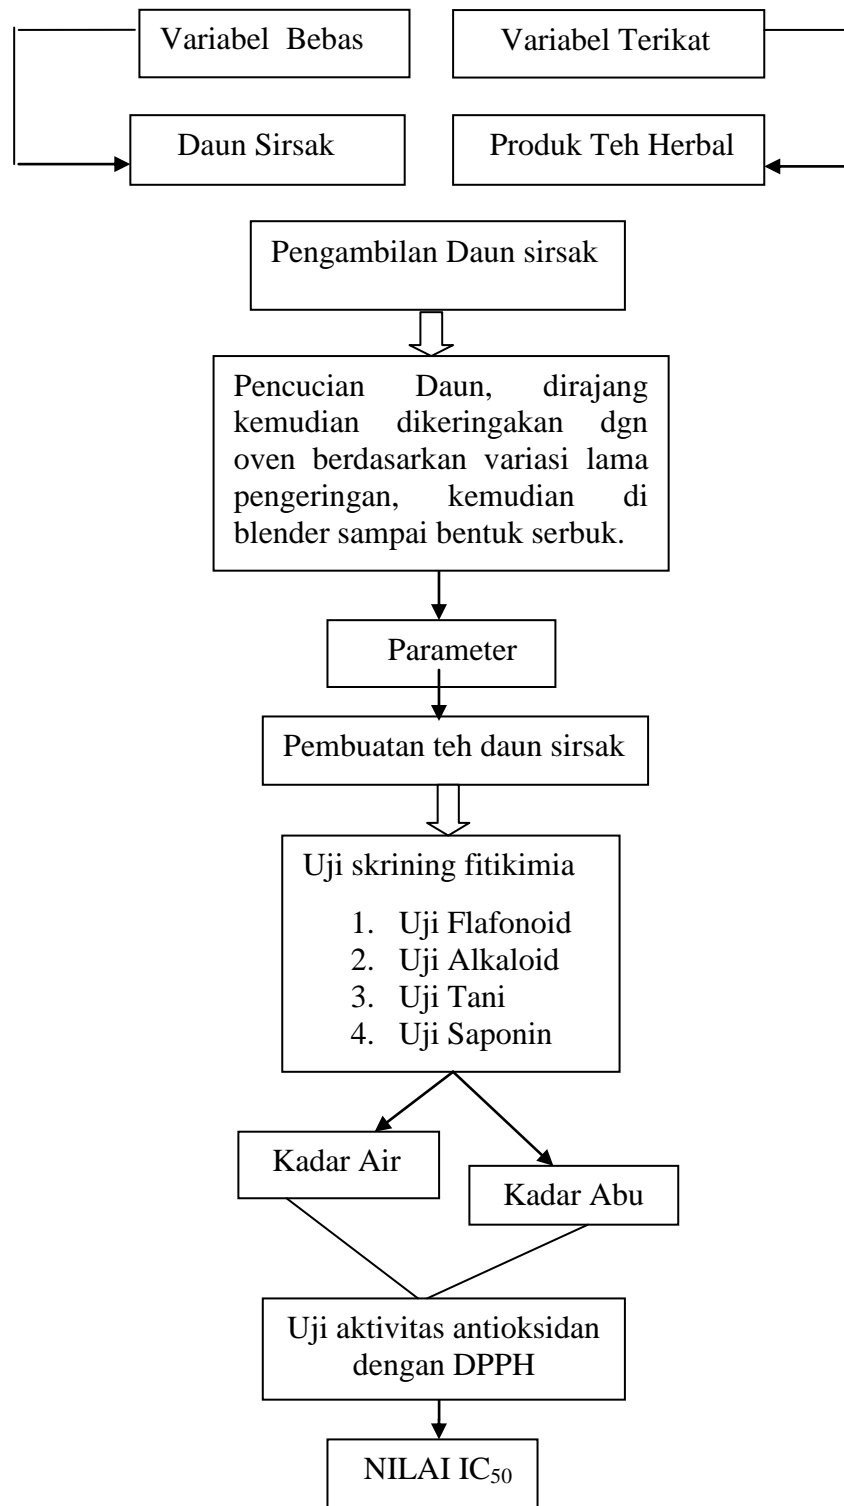 Variabel Bebas
Variabel Terikat
Daun Sirsak
Produk Teh Herbal
Pengambilan Daun sirsak
Pencucian Daun, dirajang
kemudian dikeringakan dgn
oven berdasarkan variasi lama
pengeringan, kemudian di
blender sampai bentuk serbuk.
Parameter
Pembuatan teh daun sirsak
Uji skrining fitikimia
1. Uji Flafonoid
2. Uji Alkaloid
3. Uji Tani
4. Uji Saponin
Kadar Air
Kadar Abu
Uji aktivitas antioksidan
dengan DPPH
NILAI IC₅₀